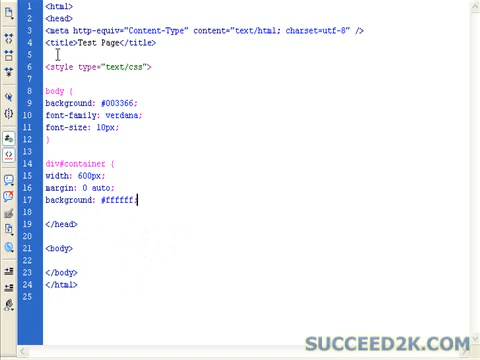 1 <html>
2 <head>
3 <meta http-equiv="Content-Type" content="text/html; charset=utf-8" />
4 <title>Test Page</title>
5
6 <style type="text/css">
7
8 body {
9 background: #003366;
10 font-family: verdana;
11 font-size: 10px;
12 }
13
14 div#container {
15 width: 600px;
16 margin: 0 auto;
17 background: #ffffff;
18
19 </head>
20
21 <body>
22
23 </body>
24 </html>
25
SUCCEED2K.COM